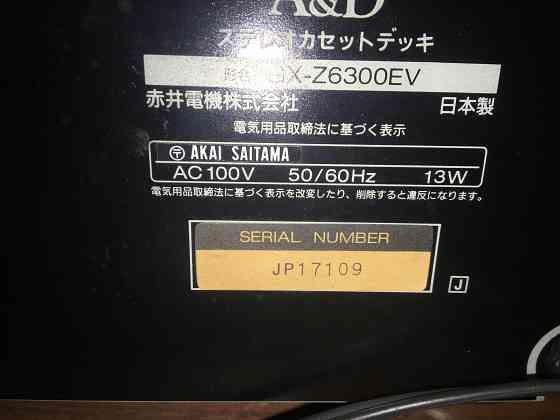 A&D
ステレオカセットデッキ
形名 GX-Z6300EV
赤井電機株式会社 日本製
電気用品取締法に基づく表示
〒 AKAI SAITAMA
AC 100V 50/60Hz 13W
電気用品取締法に基づく表示を改変したり、削除すると違反になります。
SERIAL NUMBER
JP17109
J